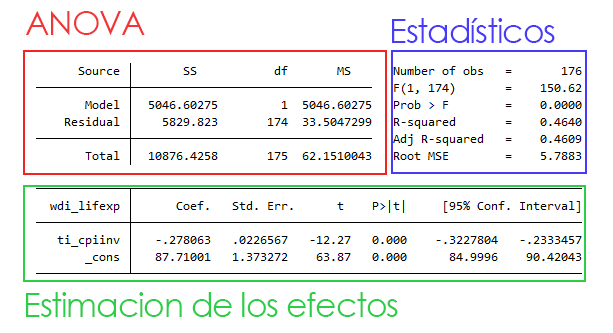 ANOVA
Estadísticos
Source SS df MS
Model 5046.60275 1 5046.60275
Residual 5829.823 174 33.5047299
Total 10876.4258 175 62.1510043
Number of obs = 176
F(1, 174) = 150.62
Prob > F = 0.0000
R-squared = 0.4640
Adj R-squared = 0.4609
Root MSE = 5.7883
wdi_lifexp Coef. Std. Err. t P>|t| [95% Conf. Interval]
ti_cpiinv -.278063 .0226567 -12.27 0.000 -.3227804 -.2333457
_cons 87.71001 1.373272 63.87 0.000 84.9996 90.42043
Estimacion de los efectos